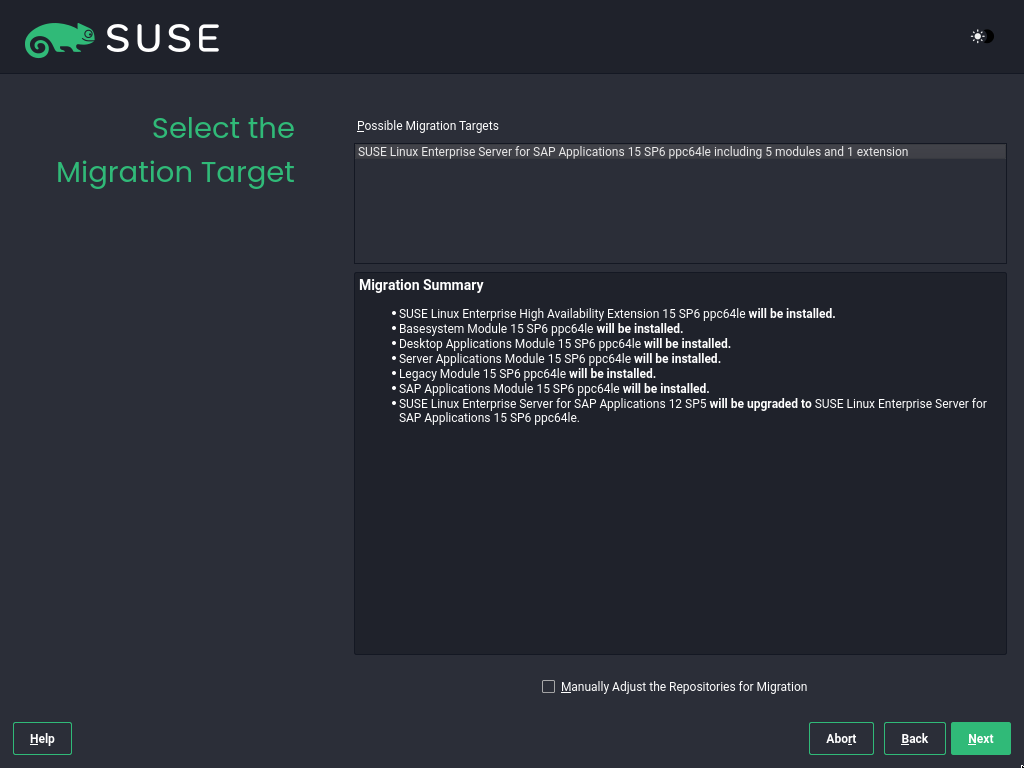 SUSE
Select the
Migration Target
Possible Migration Targets
SUSE Linux Enterprise Server for SAP Applications 15 SP6 ppc64le including 5 modules and 1 extension
Migration Summary
• SUSE Linux Enterprise High Availability Extension 15 SP6 ppc64le will be installed.
• Basesystem Module 15 SP6 ppc64le will be installed.
• Desktop Applications Module 15 SP6 ppc64le will be installed.
• Server Applications Module 15 SP6 ppc64le will be installed.
• Legacy Module 15 SP6 ppc64le will be installed.
• SAP Applications Module 15 SP6 ppc64le will be installed.
• SUSE Linux Enterprise Server for SAP Applications 12 SP5 will be upgraded to SUSE Linux Enterprise Server for
SAP Applications 15 SP6 ppc64le.
Manually Adjust the Repositories for Migration
Help
Abort
Back
Next